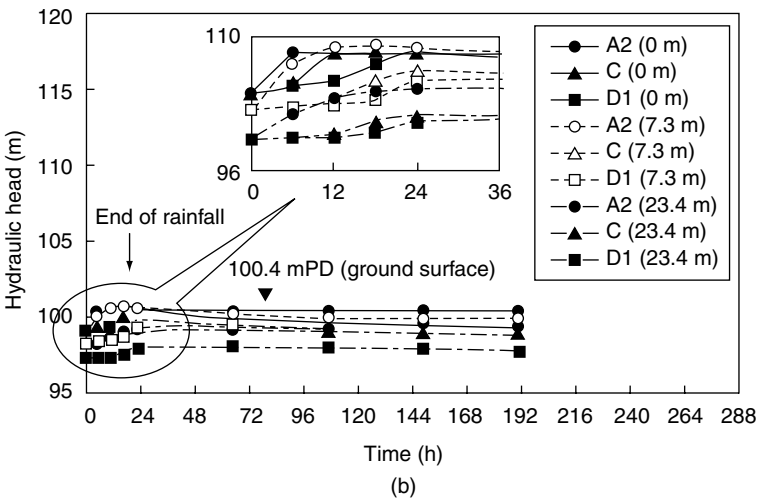 120
115
110
105
100
95
Hydraulic head (m)
110
96
0
12
24
36
A2 (0 m)
C (0 m)
D1 (0 m)
A2 (7.3 m)
C (7.3 m)
D1 (7.3 m)
A2 (23.4 m)
C (23.4 m)
D1 (23.4 m)
End of rainfall
100.4 mPD (ground surface)
0 24 48 72 96 120 144 168 192 216 240 264 288
Time (h)
(b)